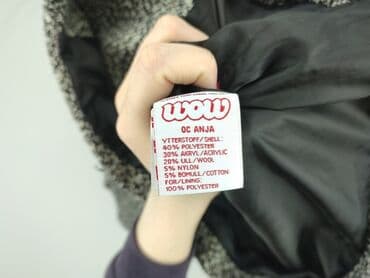 WOW
OC ANJA
YTTERSTOFF/SHELL:
40% POLYESTER
30% AKRYL/ACRYLIC
20% ULL/WOOL
5% NYLON
5% BOMULL/COTTON
FOR/LINING:
100% POLYESTER